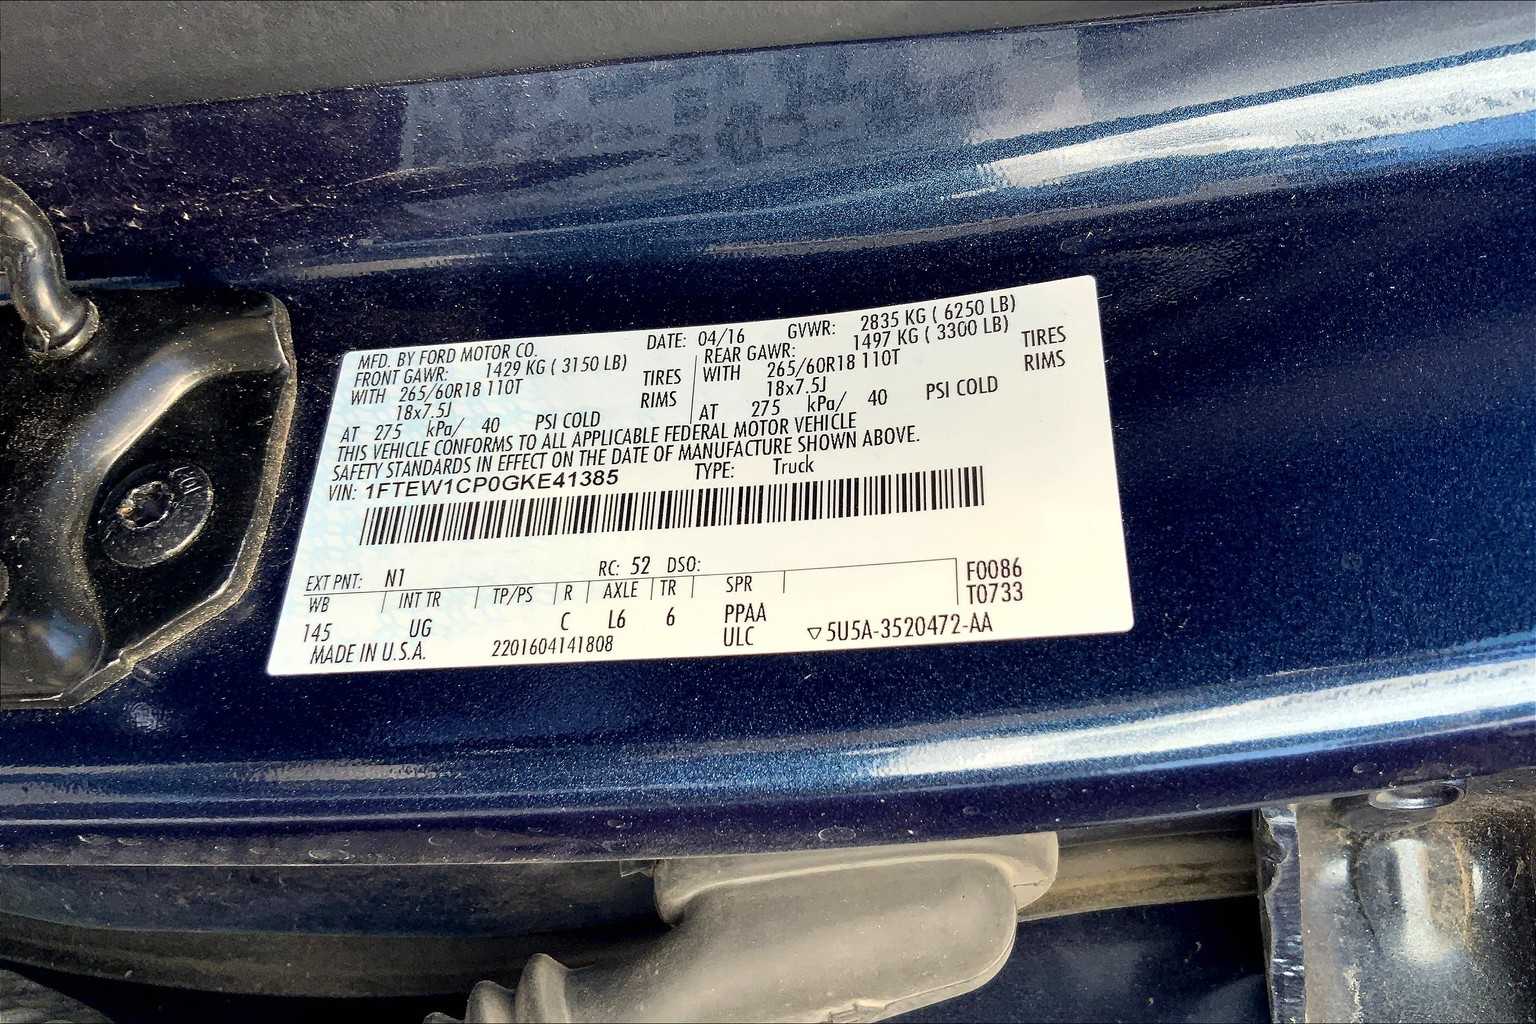 MFD. BY FORD MOTOR CO. DATE: 04/16 GVWR: 2835 KG ( 6250 LB)
FRONT GAWR: 1429 KG ( 3150 LB) REAR GAWR: 1497 KG ( 3300 LB)
WITH 265/60R18 110T TIRES WITH 265/60R18 110T TIRES
18x7.5J RIMS 18x7.5J RIMS
AT 275 kPa/ 40 PSI COLD AT 275 kPa/ 40 PSI COLD
THIS VEHICLE CONFORMS TO ALL APPLICABLE FEDERAL MOTOR VEHICLE
SAFETY STANDARDS IN EFFECT ON THE DATE OF MANUFACTURE SHOWN ABOVE.
VIN: 1FTEW1CP0GKE41385 TYPE: Truck
EXT PNT: N1 RC: 52 DSO: F0086
WB INT TR TP/PS R AXLE TR SPR T0733
145 UG C L6 6 PPAA
ULC ▽5U5A-3520472-AA
MADE IN U.S.A. 2201604141808